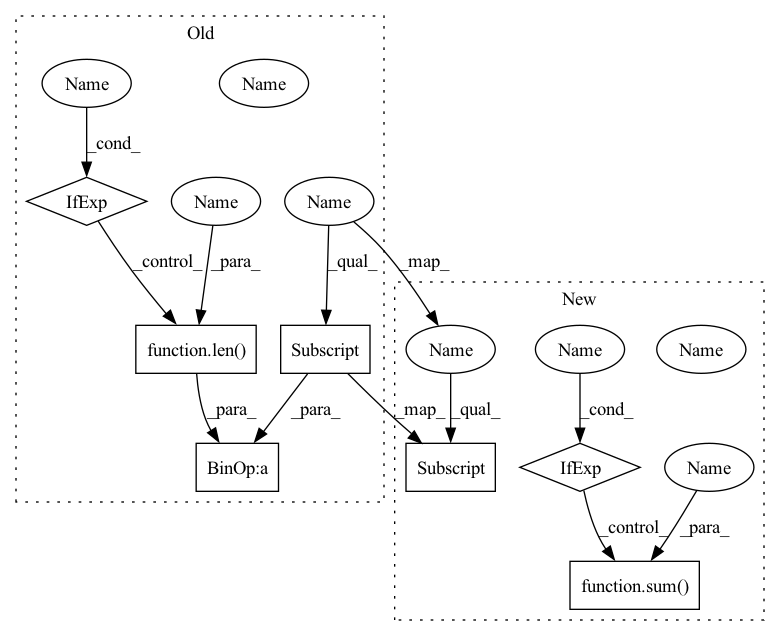 Old
Name
Name
_cond_
IfExp
Name
Name
_control_
_para_
_qual_
_map_
New
function.len()
Subscript
Name
Name
Name
_para_
_para_
_map_
_qual_
_cond_
BinOp:a
Subscript
IfExp
Name
_control_
_para_
function.sum()